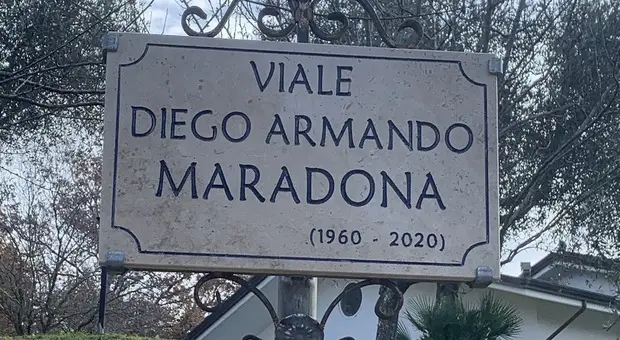 VIALE
DIEGO ARMANDO
MARADONA
(1960 - 2020)